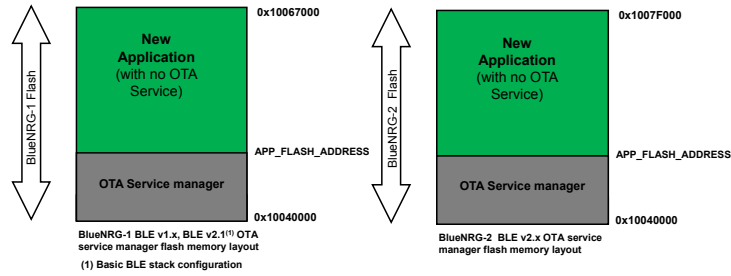 0x10067000
New
Application
(with no OTA
Service)
BlueNRG-1 Flash
APP_FLASH_ADDRESS
OTA Service manager
0x10040000
BlueNRG-1 BLE v1.x, BLE v2.1(1) OTA
service manager flash memory layout
(1) Basic BLE stack configuration
0x1007F000
New
Application
(with no OTA
Service)
BlueNRG-2 Flash
APP_FLASH_ADDRESS
OTA Service manager
0x10040000
BlueNRG-2 BLE v2.x OTA service
manager flash memory layout